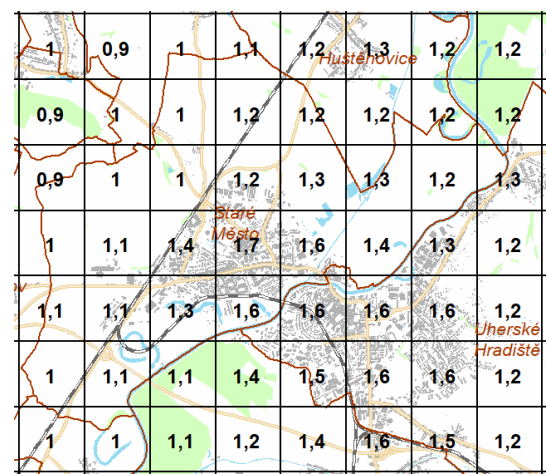 1 0,9 1 1,1 1,2 1,3 1,2 1,2
Huštěnovice
0,9 1 1 1,2 1,2 1,2 1,2 1,2
0,9 1 1 1,2 1,3 1,3 1,2 1,3
Staré
Město
1 1,1 1,4 1,7 1,6 1,4 1,3 1,2
1,1 1,1 1,3 1,6 1,6 1,6 1,6 1,2
Uherské
Hradiště
1 1,1 1,1 1,4 1,5 1,6 1,6 1,2
1 1 1,1 1,2 1,4 1,6 1,5 1,2